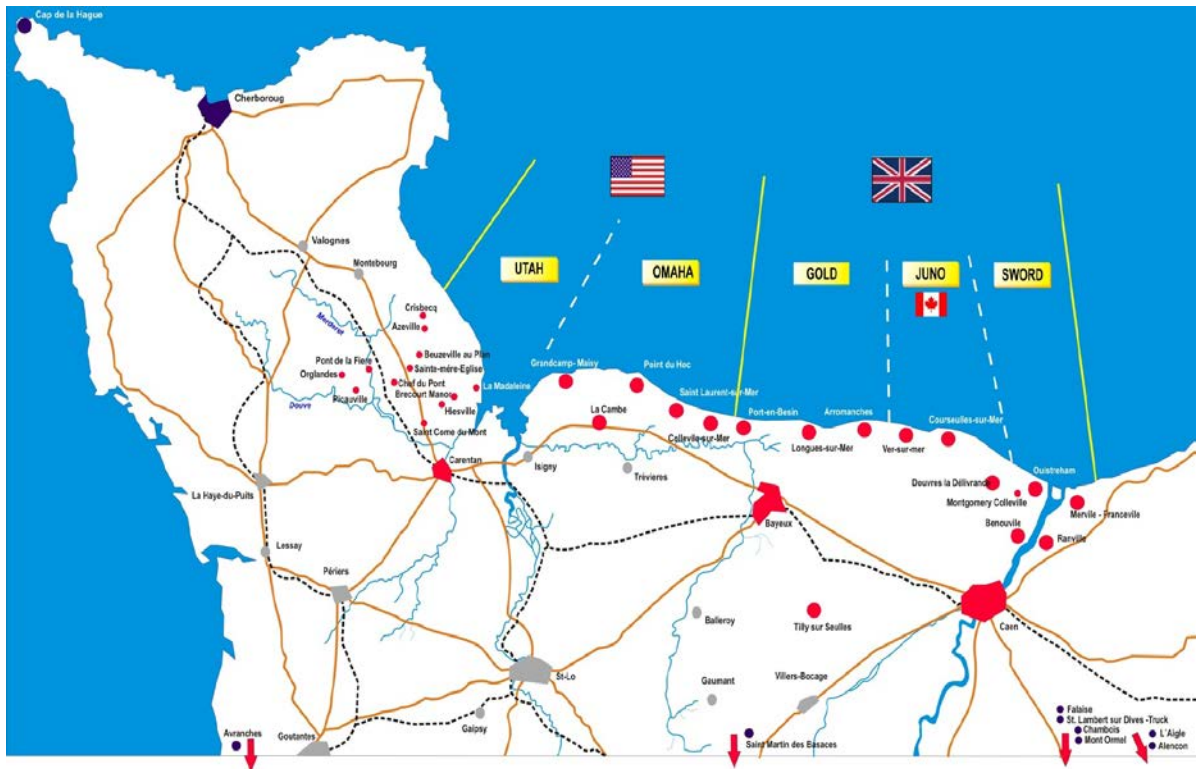 Cap de la Hague
Cherboroug
Valognes
Montebourg
UTAH
OMAHA
GOLD
JUNO
SWORD
Merderet
Crisbecq
Azeville
Beuzeville au Plan
Pont de la Fiere
Sainte-mére-Eglise
Orglandes
Chef du Pont
Brecourt Manor
La Madaleine
Picauville
Hiesville
Douve
Saint Come du Mont
Carentan
Grandcamp- Maisy
Point du Hoc
Saint Laurent-sur-Mer
La Cambe
Colleville-sur-Mer
Port-en-Besin
Arromanches
Longues-sur-Mer
Ver-sur-mer
Courseulles-sur-Mer
Isigny
Trévieres
La Haye-du-Puits
Bayeux
Douvres la Délivrande
Ouistreham
Montgomery Colleville
Merville - Franceville
Benouville
Ranville
Lessay
Périers
Balleroy
Tilly sur Seulles
Caen
St-Lo
Gaumant
Villers-Bocage
Gaipsy
Avranches
Goutantes
Saint Martin des Basaces
Falaise
St. Lambert sur Dives -Truck
Chambois
Mont Ormel
L'Aigle
Alencon